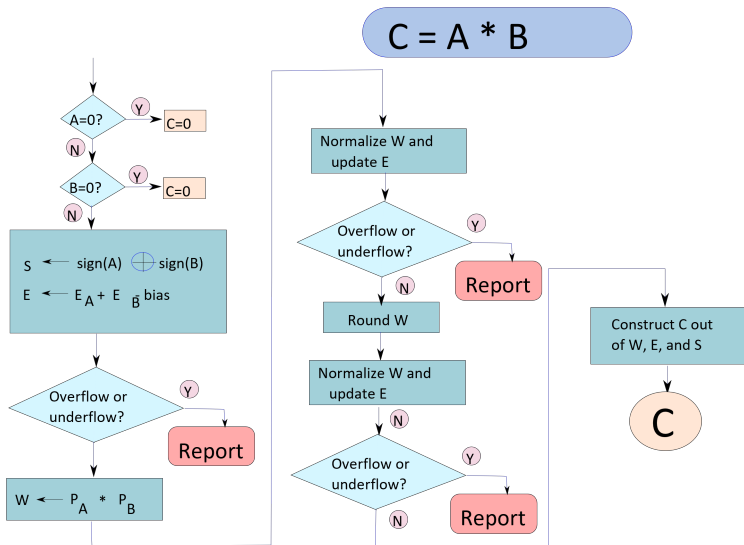 C = A * B
A=0?
Y
C=0
N
B=0?
Y
C=0
N
S sign(A) sign(B)
E E A + E B - bias
Overflow or
underflow?
Y
Report
W P A * P B
Normalize W and
update E
Overflow or
underflow?
Y
Report
N
Round W
Normalize W and
update E
N
Overflow or
underflow?
Y
Report
N
Construct C out
of W, E, and S
C